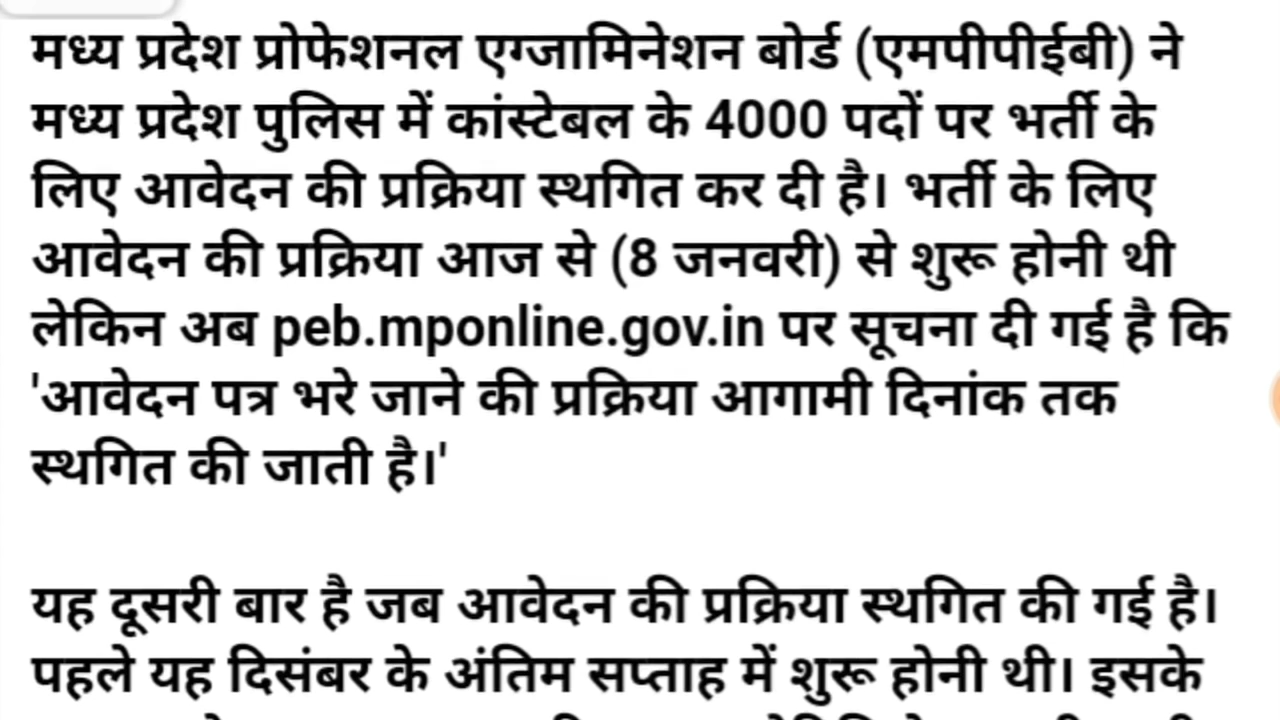 मध्य प्रदेश प्रोफेशनल एग्जामिनेशन बोर्ड (एमपीपीईबी) ने
मध्य प्रदेश पुलिस में कांस्टेबल के 4000 पदों पर भर्ती के
लिए आवेदन की प्रक्रिया स्थगित कर दी है। भर्ती के लिए
आवेदन की प्रक्रिया आज से (8 जनवरी) से शुरू होनी थी
लेकिन अब peb.mponline.gov.in पर सूचना दी गई है कि
'आवेदन पत्र भरे जाने की प्रक्रिया आगामी दिनांक तक
स्थगित की जाती है।'
यह दूसरी बार है जब आवेदन की प्रक्रिया स्थगित की गई है।
पहले यह दिसंबर के अंतिम सप्ताह में शुरू होनी थी। इसके